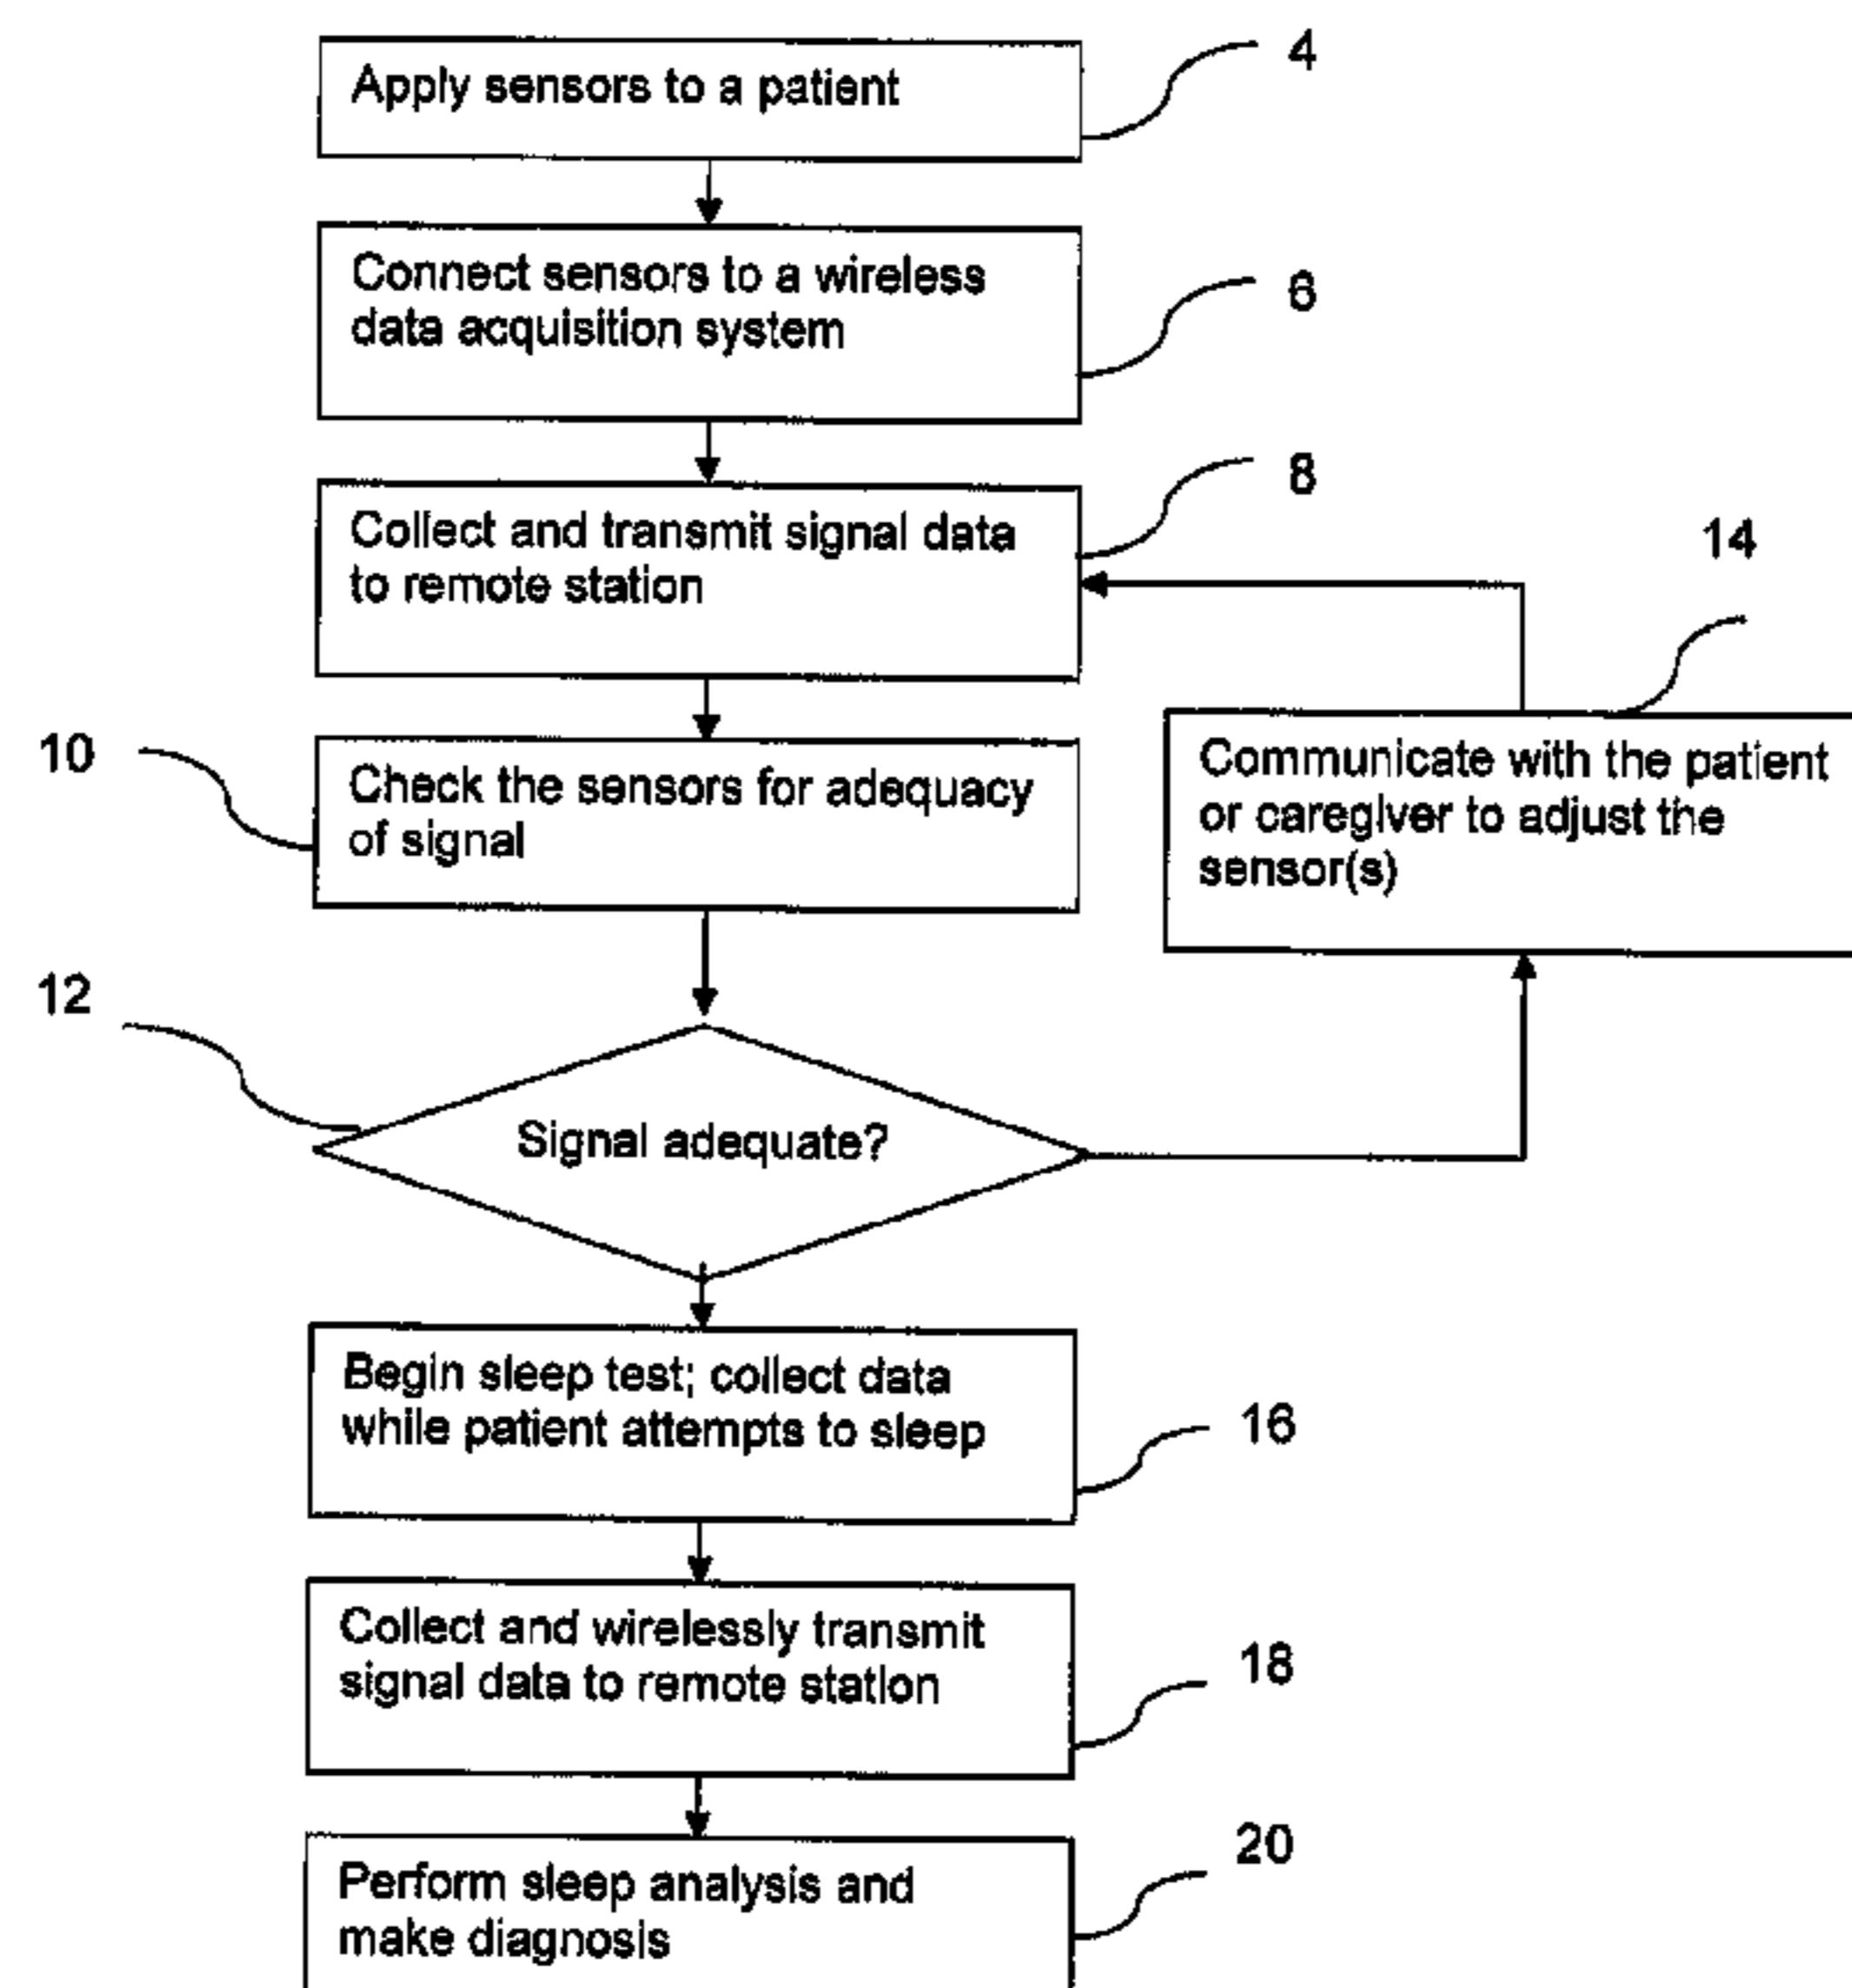 4
Apply sensors to a patient
Connect sensors to a wireless
data acquisition system
6
Collect and transmit signal data
to remote station
8
14
10
Check the sensors for adequacy
of signal
Communicate with the patient
or caregiver to adjust the
sensor(s)
12
Signal adequate?
Begin sleep test; collect data
while patient attempts to sleep
16
Collect and wirelessly transmit
signal data to remote station
18
20
Perform sleep analysis and
make diagnosis